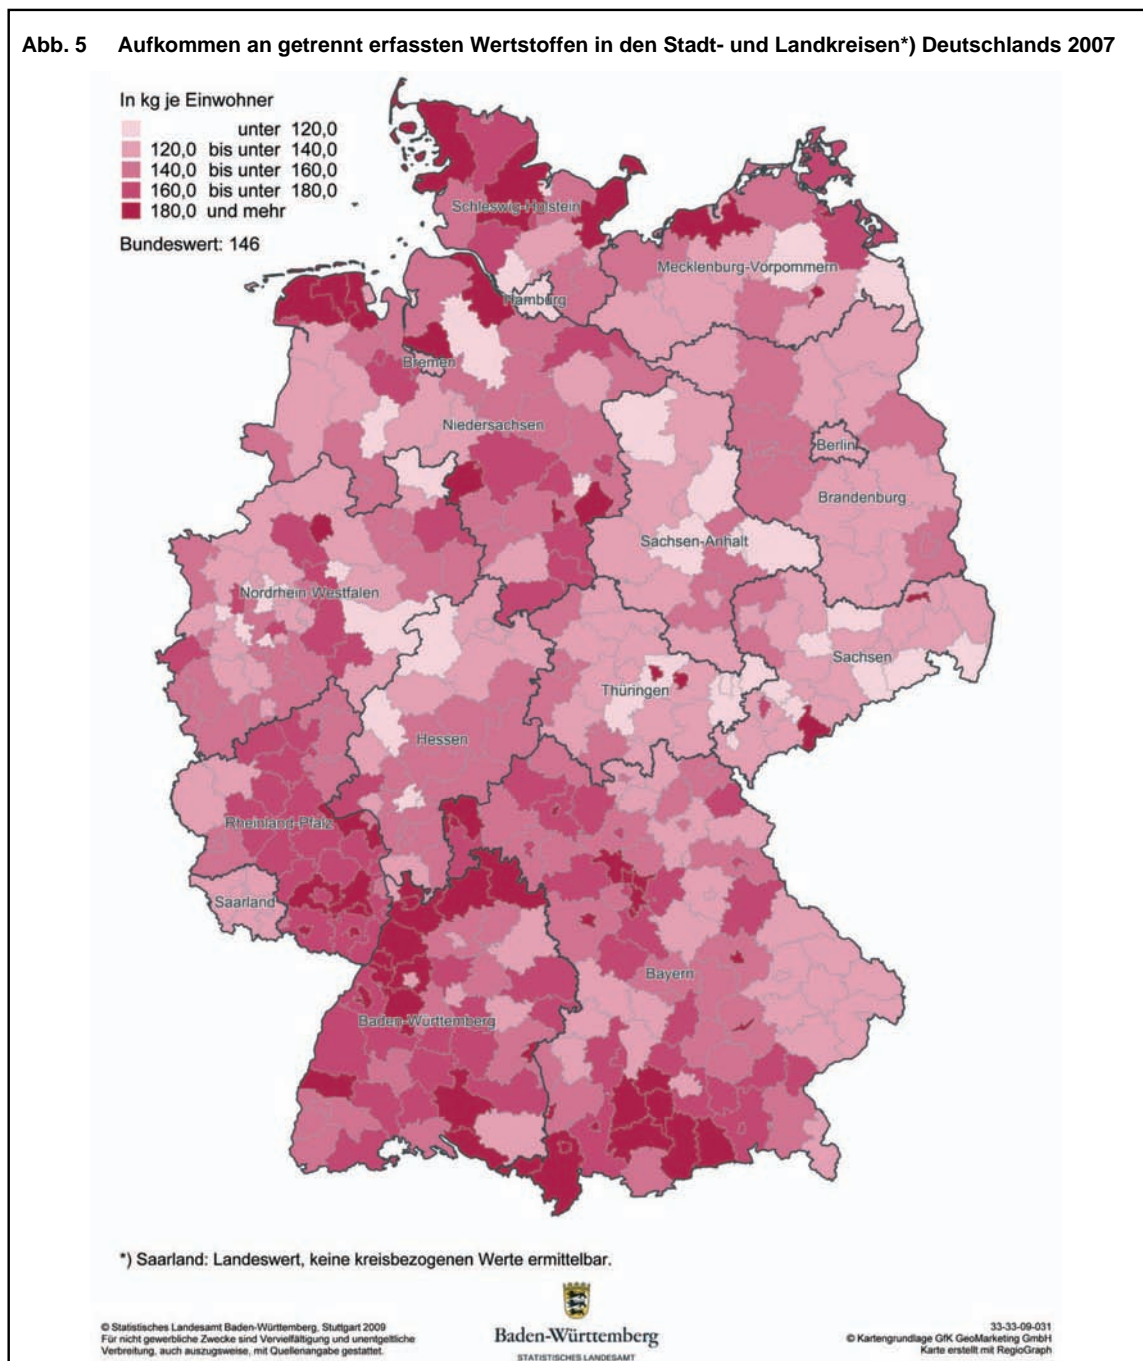 Abb. 5 Aufkommen an getrennt erfassten Wertstoffen in den Stadt- und Landkreisen*) Deutschlands 2007
In kg je Einwohner
unter 120,0
120,0 bis unter 140,0
140,0 bis unter 160,0
160,0 bis unter 180,0
180,0 und mehr
Bundeswert: 146
Schleswig-Holstein
Mecklenburg-Vorpommern
Hamburg
Bremen
Niedersachsen
Berlin
Brandenburg
Sachsen-Anhalt
Nordrhein-Westfalen
Sachsen
Thüringen
Hessen
Rheinland-Pfalz
Saarland
Bayern
Baden-Württemberg
*) Saarland: Landeswert, keine kreisbezogenen Werte ermittelbar.
© Statistisches Landesamt Baden-Württemberg, Stuttgart 2009
Für nicht gewerbliche Zwecke sind Vervielfältigung und unentgeltliche
Verbreitung, auch auszugsweise, mit Quellenangabe gestattet.
Baden-Württemberg
STATISTISCHES LANDESAMT
33-33-09-031
© Kartengrundlage GfK GeoMarketing GmbH
Karte erstellt mit RegioGraph